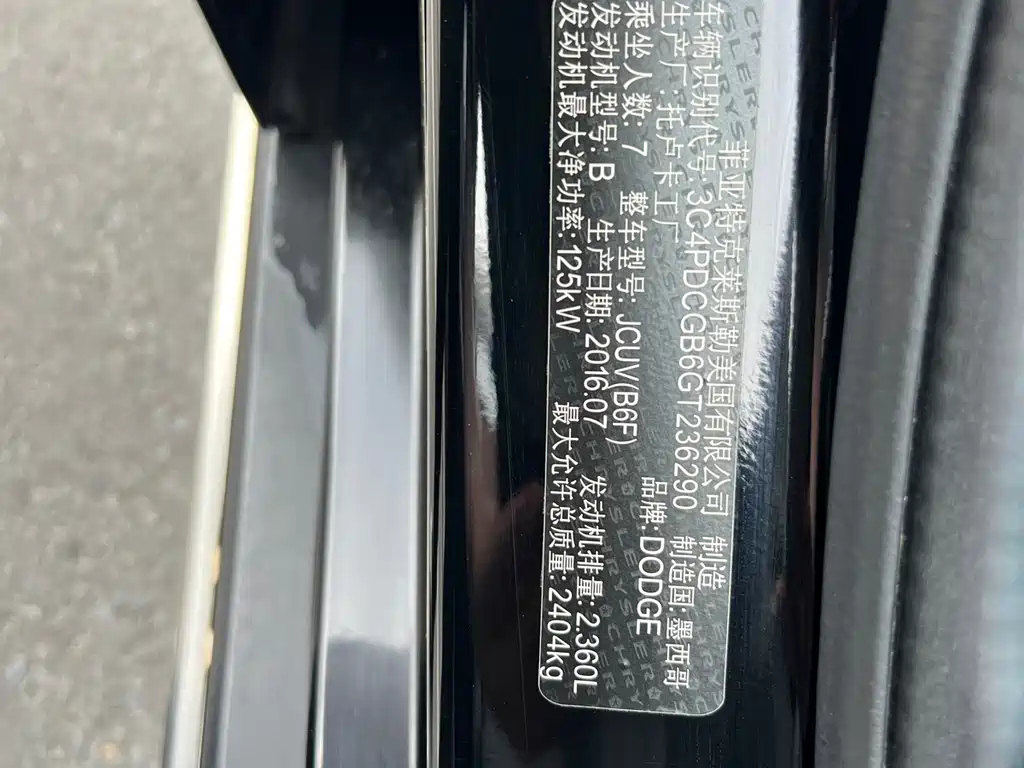 菲亚特克莱斯勒美国有限公司 制造
车辆识别代号:3C4PDCGB6GT236290 制造国:墨西哥
生产厂:托卢卡工厂 品牌:DODGE
乘坐人数: 7 整车型号: JCUV(B6F)
发动机型号: B 生产日期: 2016.07 发动机排量: 2.360L
发动机最大净功率: 125kW 最大允许总质量: 2404kg